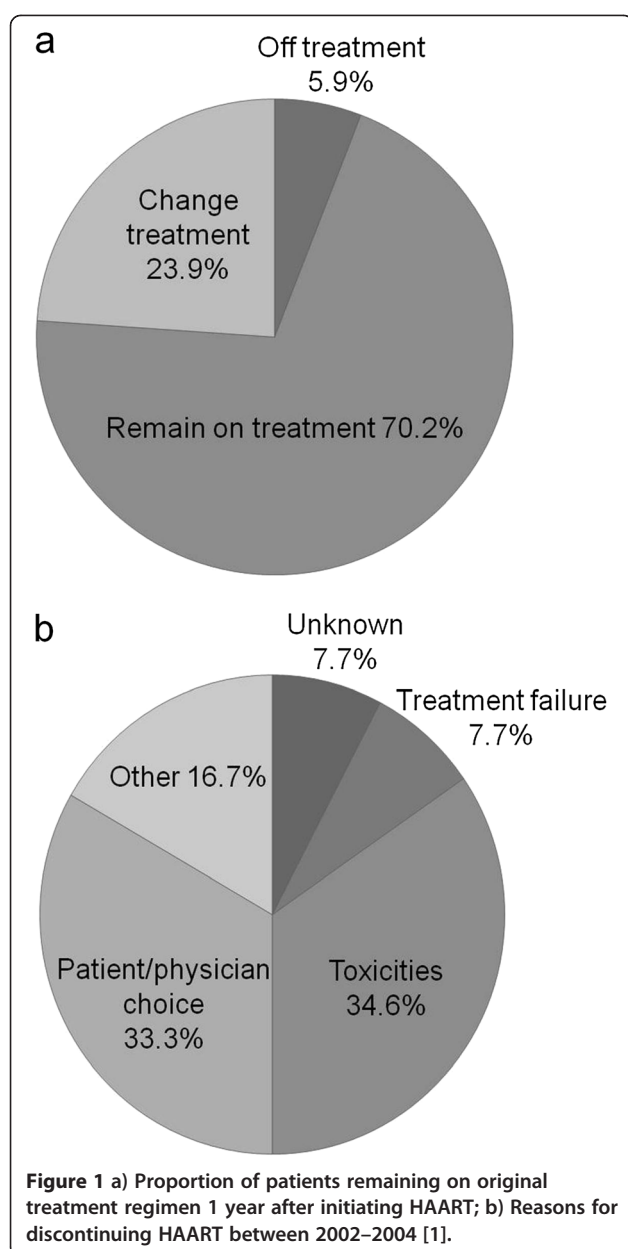 a
Off treatment
5.9%
Change
treatment
23.9%
Remain on treatment 70.2%
b
Unknown
7.7%
Treatment failure
7.7%
Other 16.7%
Patient/physician
choice
33.3%
Toxicities
34.6%
Figure 1 a) Proportion of patients remaining on original
treatment regimen 1 year after initiating HAART; b) Reasons for
discontinuing HAART between 2002–2004 [1].